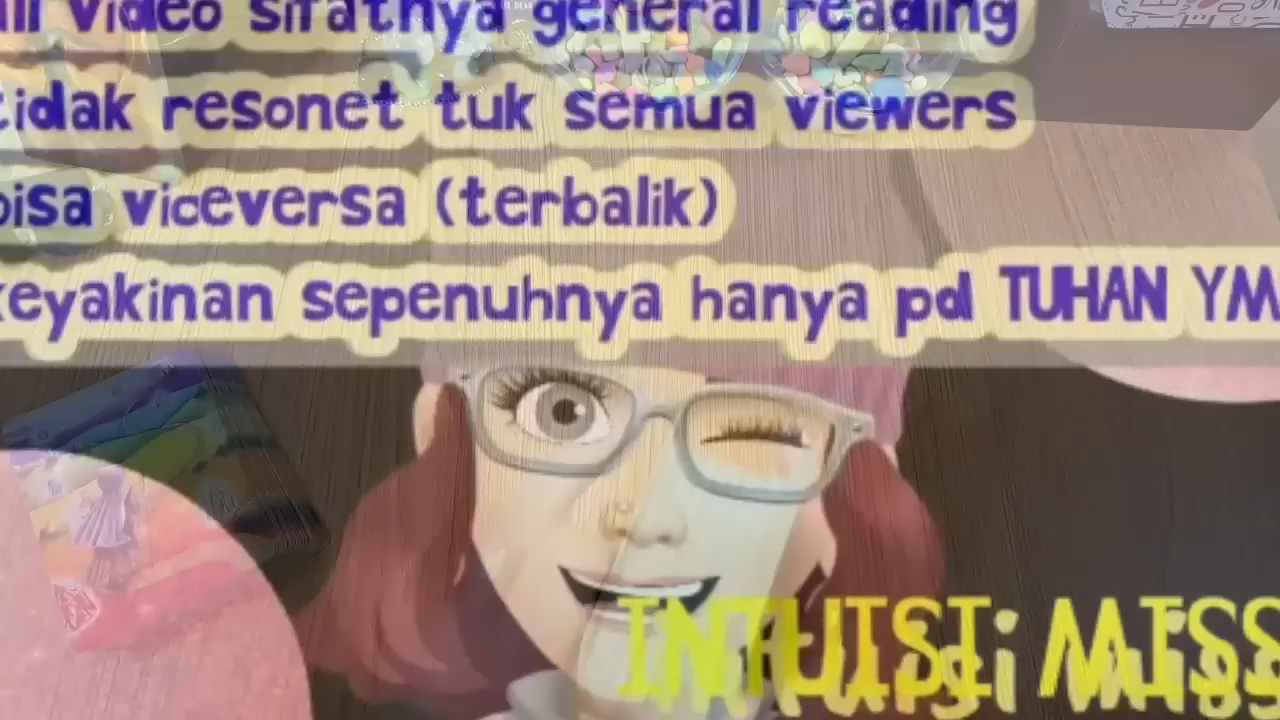 video sifatnya general reading
tidak resonet tuk semua viewers
bisa viceversa (terbalik)
keyakinan sepenuhnya hanya pd TUHAN YM
INTUISI MISS